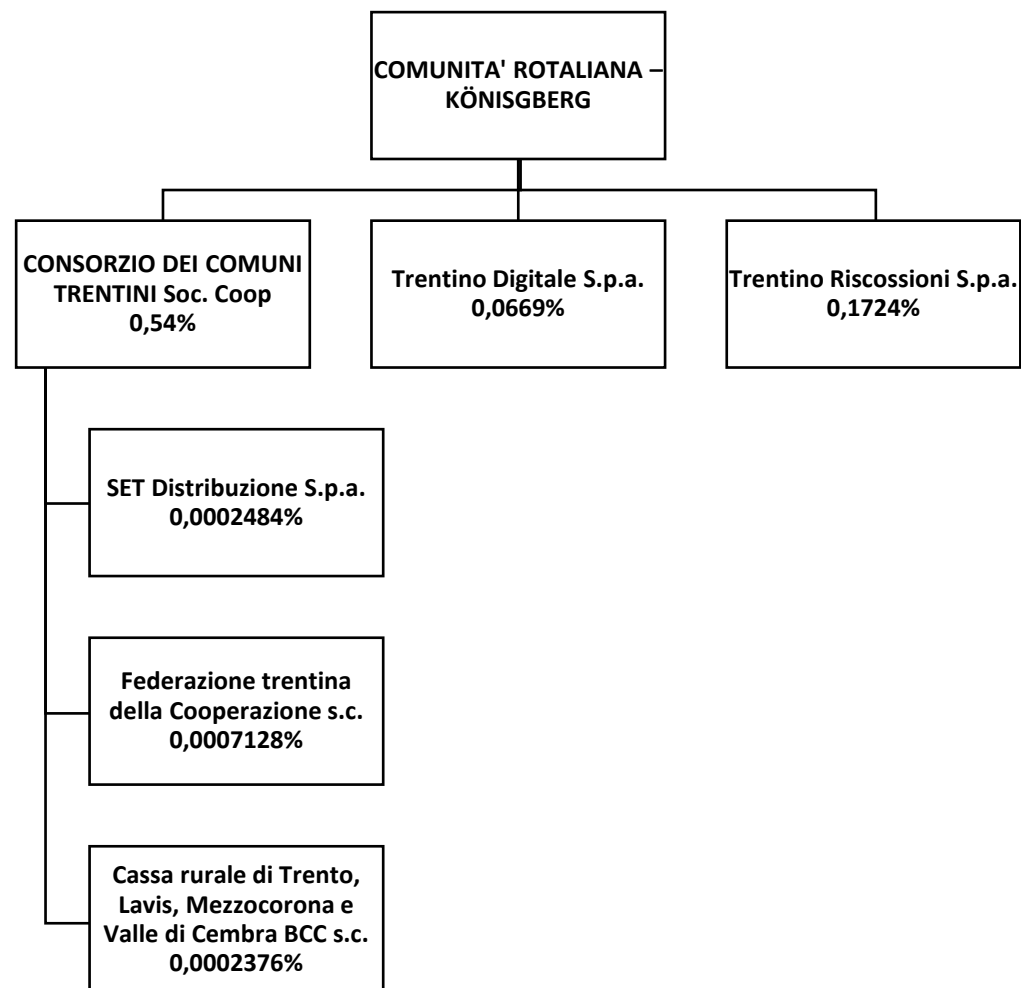 COMUNITA' ROTALIANA –
KÖNISGBERG
CONSORZIO DEI COMUNI
TRENTINI Soc. Coop
0,54%
Trentino Digitale S.p.a.
0,0669%
Trentino Riscossioni S.p.a.
0,1724%
SET Distribuzione S.p.a.
0,0002484%
Federazione trentina
della Cooperazione s.c.
0,0007128%
Cassa rurale di Trento,
Lavis, Mezzocorona e
Valle di Cembra BCC s.c.
0,0002376%